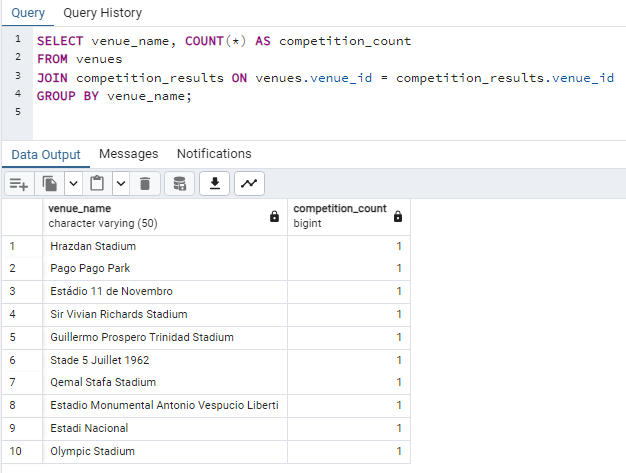 Query Query History
1 SELECT venue_name, COUNT(*) AS competition_count
2 FROM venues
3 JOIN competition_results ON venues.venue_id = competition_results.venue_id
4 GROUP BY venue_name;
5
Data Output Messages Notifications
venue_name competition_count
character varying (50) bigint
1 Hrazdan Stadium 1
2 Pago Pago Park 1
3 Estádio 11 de Novembro 1
4 Sir Vivian Richards Stadium 1
5 Guillermo Prospero Trinidad Stadium 1
6 Stade 5 Juillet 1962 1
7 Qemal Stafa Stadium 1
8 Estadio Monumental Antonio Vespucio Liberti 1
9 Estadi Nacional 1
10 Olympic Stadium 1